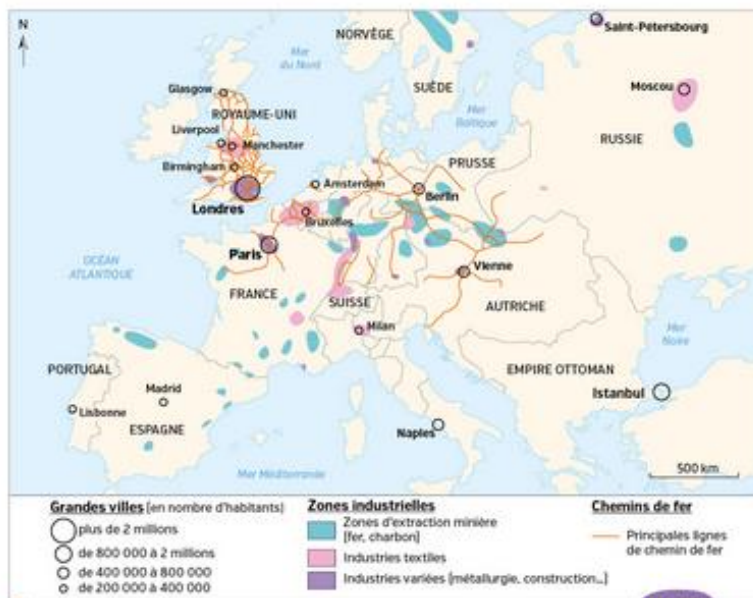 N
NORVÈGE
Saint-Pétersbourg
Mer
du Nord
Glasgow
SUÈDE
Moscou
ROYAUME-UNI
Mer
Baltique
RUSSIE
Liverpool
Manchester
PRUSSE
Birmingham
Amsterdam
Berlin
Londres
Bruxelles
Paris
OCÉAN
ATLANTIQUE
Vienne
FRANCE
SUISSE
AUTRICHE
Milan
Mer
Noire
PORTUGAL
EMPIRE OTTOMAN
Madrid
Istanbul
Lisbonne
ESPAGNE
Naples
Mer Méditerranée
500 km
Grandes villes (en nombre d'habitants)
plus de 2 millions
de 800 000 à 2 millions
de 400 000 à 800 000
de 200 000 à 400 000
Zones industrielles
Zones d'extraction minière
(fer, charbon)
Industries textiles
Industries variées (métallurgie, construction...)
Chemins de fer
Principales lignes
de chemin de fer